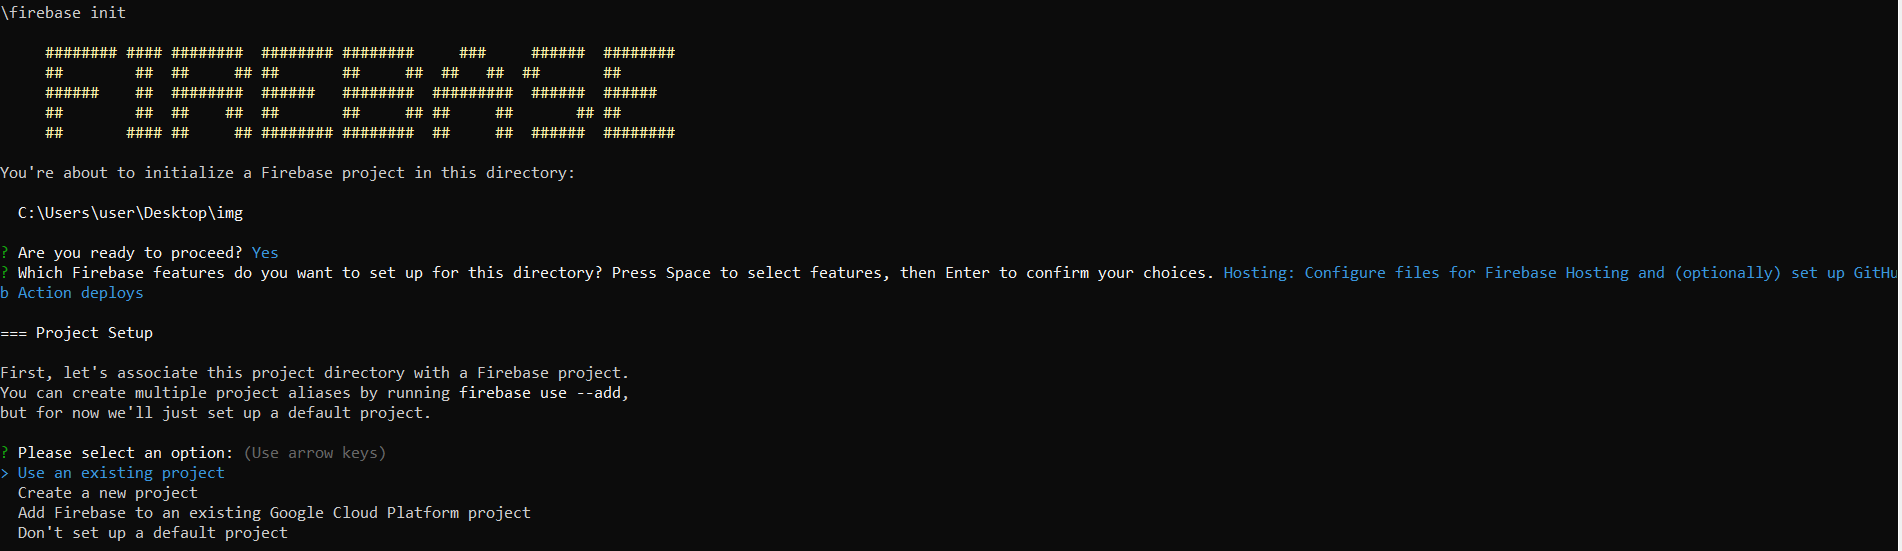 \firebase init
######## #### ########  ######## ########     ###     ######  ########
##        ##  ##     ## ##       ##     ##  ##   ##  ##       ##
######    ##  ########  ######   ########  #########  ######  ######
##        ##  ##    ##  ##       ##     ## ##     ##       ## ##
##       #### ##     ## ######## ########  ##     ##  ######  ########
You're about to initialize a Firebase project in this directory:
C:\Users\user\Desktop\img
? Are you ready to proceed? Yes
? Which Firebase features do you want to set up for this directory? Press Space to select features, then Enter to confirm your choices. Hosting: Configure files for Firebase Hosting and (optionally) set up GitHu
b Action deploys
=== Project Setup
First, let's associate this project directory with a Firebase project.
You can create multiple project aliases by running firebase use --add,
but for now we'll just set up a default project.
? Please select an option: (Use arrow keys)
> Use an existing project
Create a new project
Add Firebase to an existing Google Cloud Platform project
Don't set up a default project